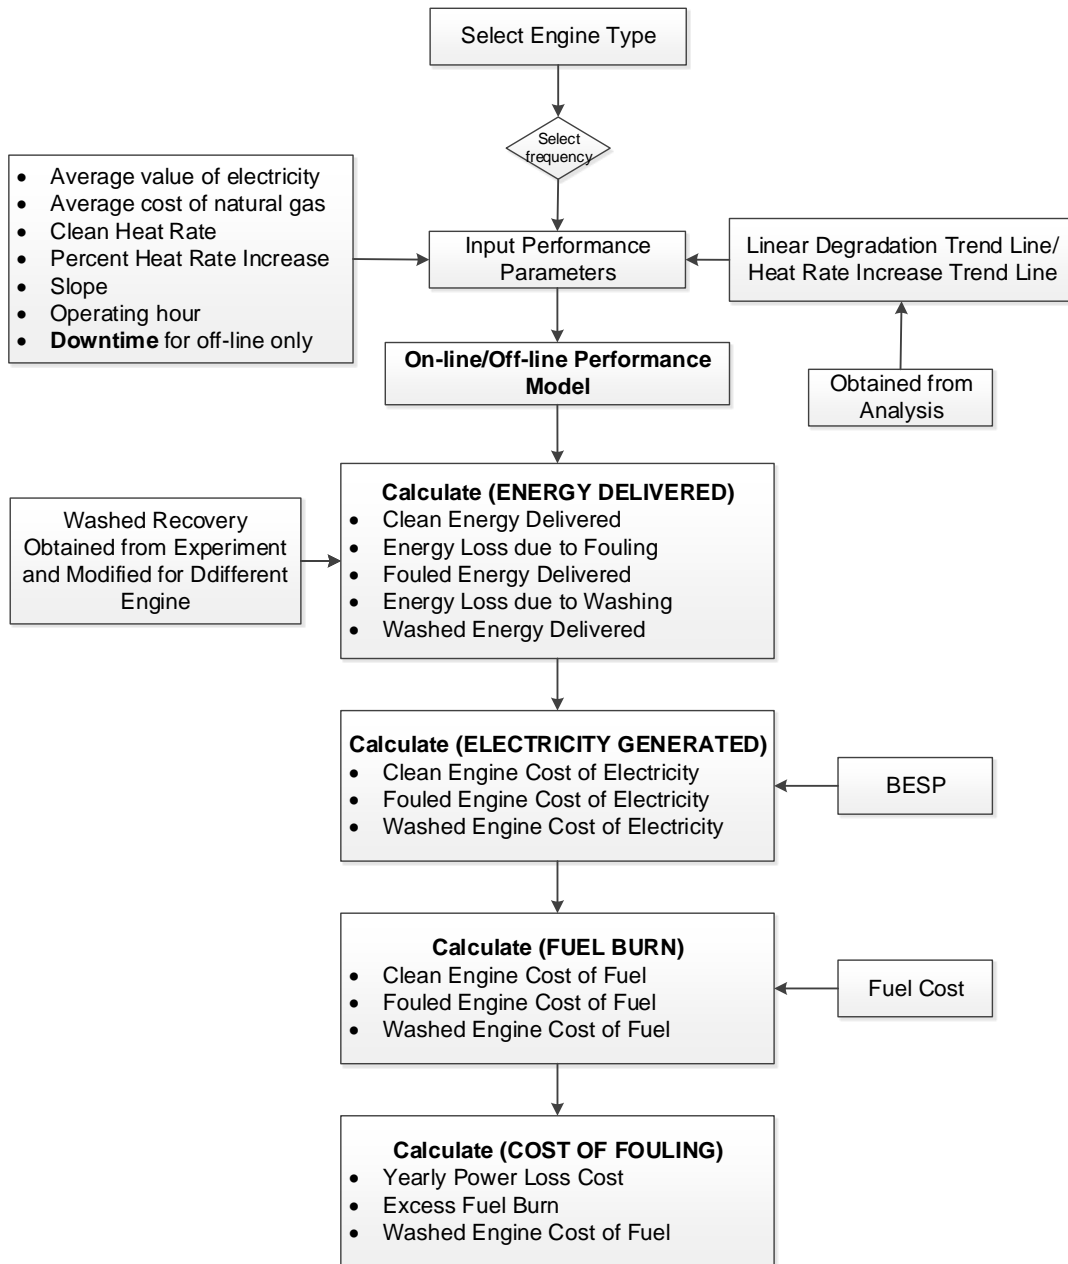 Select Engine Type
Select
frequency
• Average value of electricity
• Average cost of natural gas
• Clean Heat Rate
• Percent Heat Rate Increase
• Slope
• Operating hour
• Downtime for off-line only
Input Performance
Parameters
Linear Degradation Trend Line/
Heat Rate Increase Trend Line
On-line/Off-line Performance
Model
Obtained from
Analysis
Calculate (ENERGY DELIVERED)
• Clean Energy Delivered
• Energy Loss due to Fouling
• Fouled Energy Delivered
• Energy Loss due to Washing
• Washed Energy Delivered
Washed Recovery
Obtained from Experiment
and Modified for Ddifferent
Engine
Calculate (ELECTRICITY GENERATED)
• Clean Engine Cost of Electricity
• Fouled Engine Cost of Electricity
• Washed Engine Cost of Electricity
BESP
Calculate (FUEL BURN)
• Clean Engine Cost of Fuel
• Fouled Engine Cost of Fuel
• Washed Engine Cost of Fuel
Fuel Cost
Calculate (COST OF FOULING)
• Yearly Power Loss Cost
• Excess Fuel Burn
• Washed Engine Cost of Fuel